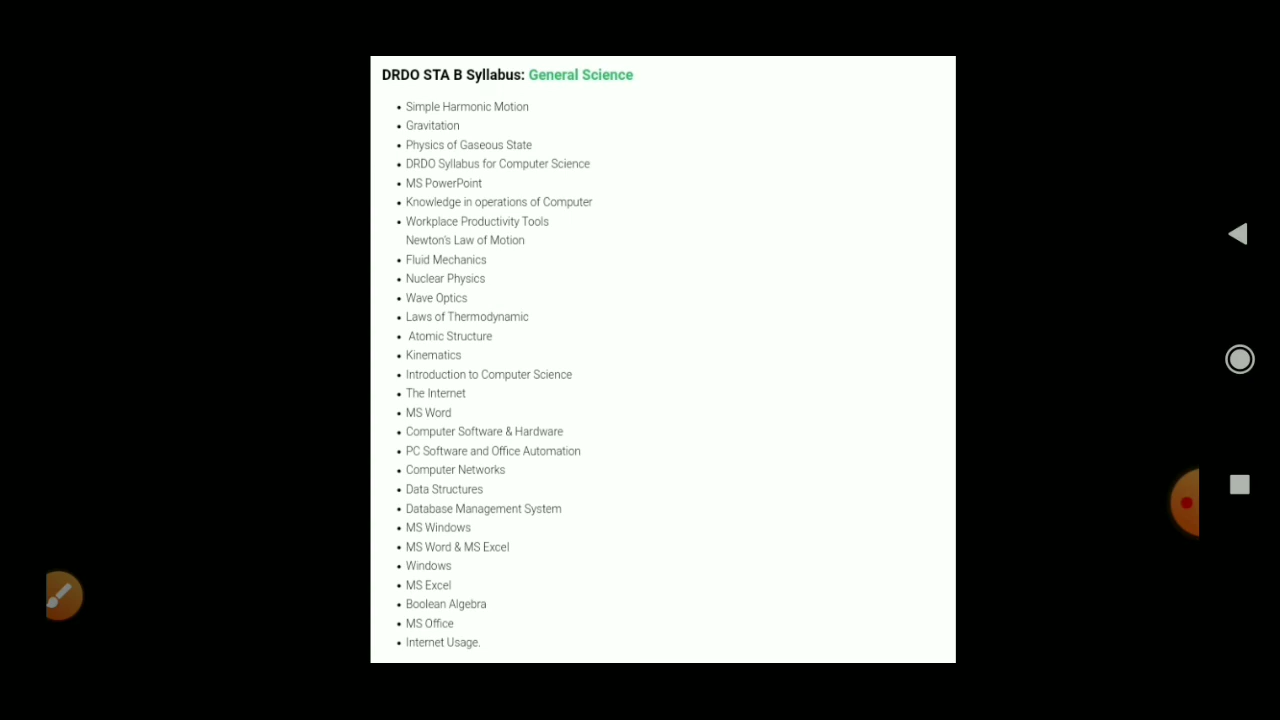 DRDO STA B Syllabus: General Science
• Simple Harmonic Motion
• Gravitation
• Physics of Gaseous State
• DRDO Syllabus for Computer Science
• MS PowerPoint
• Knowledge in operations of Computer
• Workplace Productivity Tools
Newton's Law of Motion
• Fluid Mechanics
• Nuclear Physics
• Wave Optics
• Laws of Thermodynamic
• Atomic Structure
• Kinematics
• Introduction to Computer Science
• The Internet
• MS Word
• Computer Software & Hardware
• PC Software and Office Automation
• Computer Networks
• Data Structures
• Database Management System
• MS Windows
• MS Word & MS Excel
• Windows
• MS Excel
• Boolean Algebra
• MS Office
• Internet Usage.